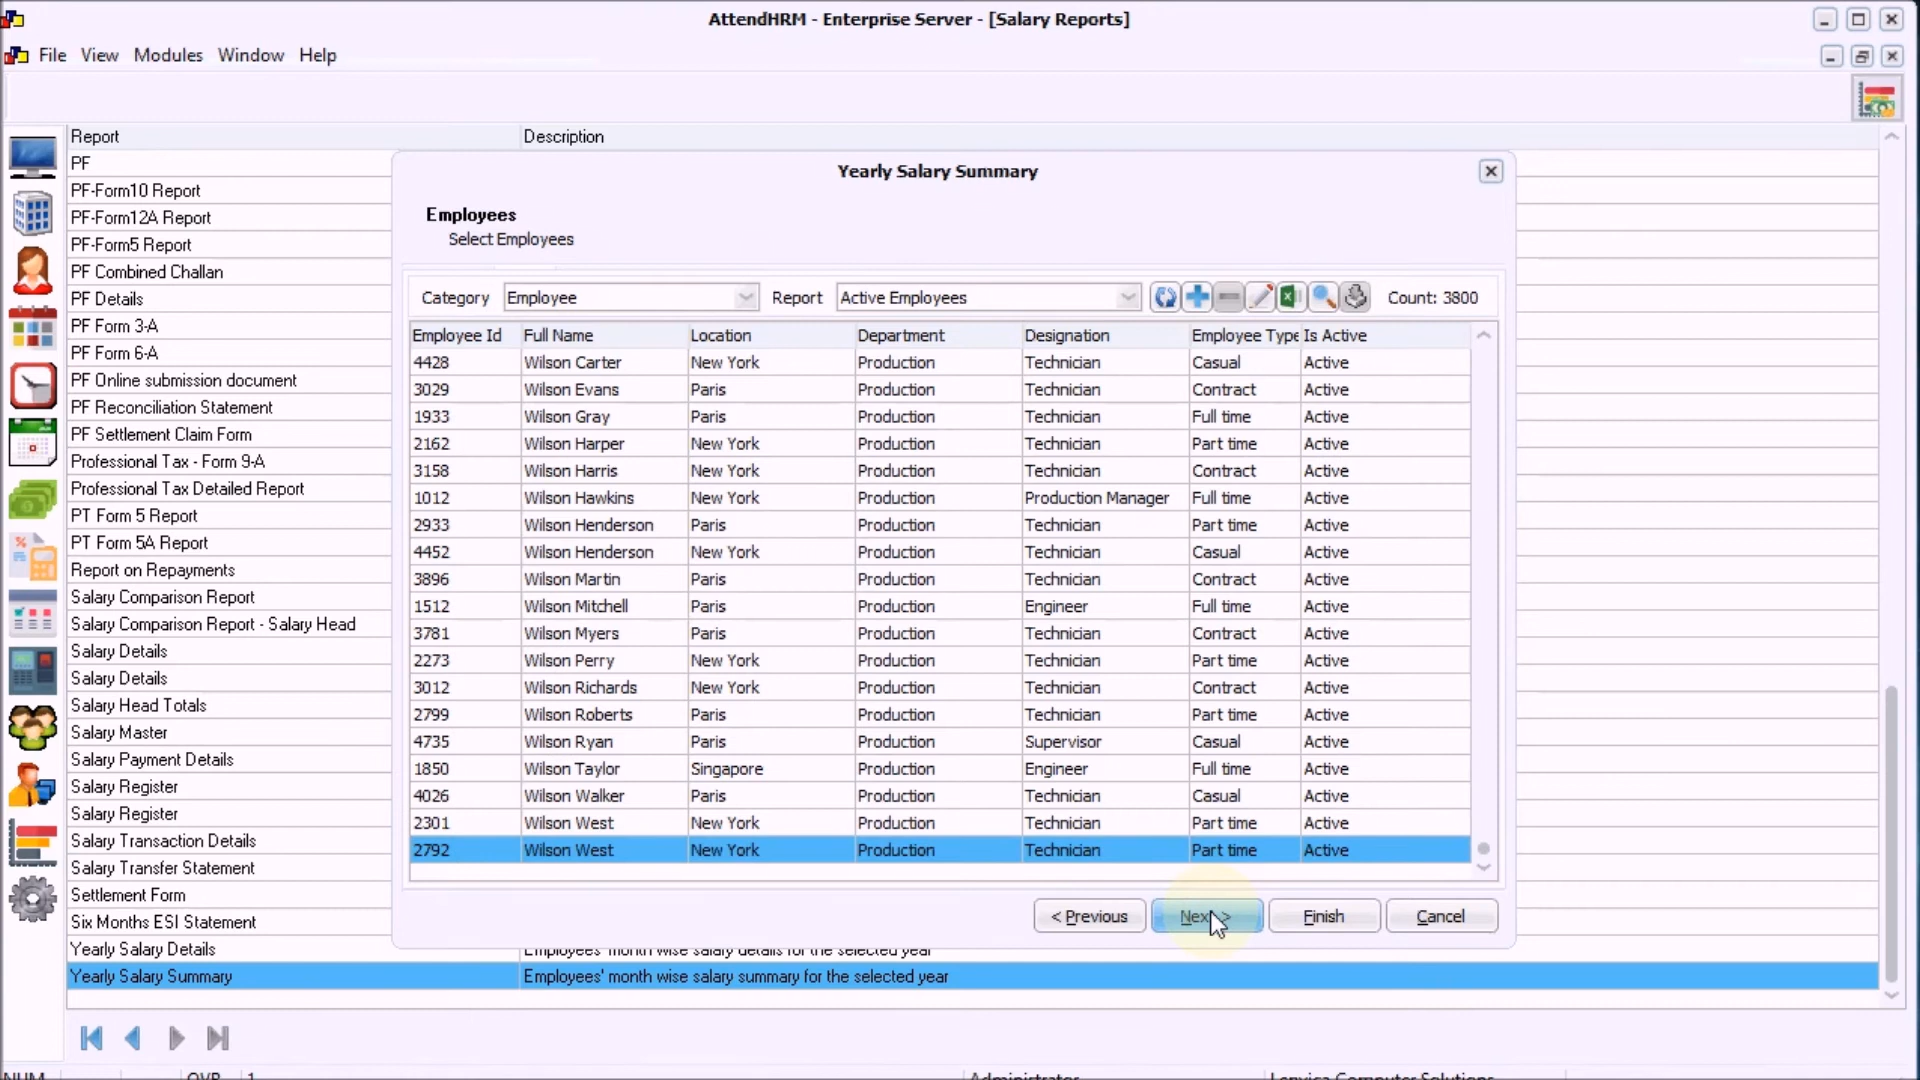 AttendHRM - Enterprise Server - [Salary Reports]
File View Modules Window Help
Report Description
PF
PF-Form10 Report
PF-Form12A Report
PF-Form5 Report
PF Combined Challan
PF Details
PF Form 3-A
PF Form 6-A
PF Online submission document
PF Reconciliation Statement
PF Settlement Claim Form
Professional Tax - Form 9-A
Professional Tax Detailed Report
PT Form 5 Report
PT Form 5A Report
Report on Repayments
Salary Comparison Report
Salary Comparison Report - Salary Head
Salary Details
Salary Details
Salary Head Totals
Salary Master
Salary Payment Details
Salary Register
Salary Register
Salary Transaction Details
Salary Transfer Statement
Settlement Form
Six Months ESI Statement
Yearly Salary Details Employees' month wise salary details for the selected year
Yearly Salary Summary Employees' month wise salary summary for the selected year
Yearly Salary Summary
Employees
Select Employees
Category Employee Report Active Employees Count: 3800
Employee Id Full Name Location Department Designation Employee Type Is Active
4428 Wilson Carter New York Production Technician Casual Active
3029 Wilson Evans Paris Production Technician Contract Active
1933 Wilson Gray Paris Production Technician Full time Active
2162 Wilson Harper New York Production Technician Part time Active
3158 Wilson Harris New York Production Technician Contract Active
1012 Wilson Hawkins New York Production Production Manager Full time Active
2933 Wilson Henderson Paris Production Technician Part time Active
4452 Wilson Henderson New York Production Technician Casual Active
3896 Wilson Martin Paris Production Technician Contract Active
1512 Wilson Mitchell Paris Production Engineer Full time Active
3781 Wilson Myers Paris Production Technician Contract Active
2273 Wilson Perry New York Production Technician Part time Active
3012 Wilson Richards New York Production Technician Contract Active
2799 Wilson Roberts Paris Production Technician Part time Active
4735 Wilson Ryan Paris Production Supervisor Casual Active
1850 Wilson Taylor Singapore Production Engineer Full time Active
4026 Wilson Walker Paris Production Technician Casual Active
2301 Wilson West New York Production Technician Part time Active
2792 Wilson West New York Production Technician Part time Active
< Previous Next > Finish Cancel
NUM OVR 1 Administrator Lenvica Computer Solutions